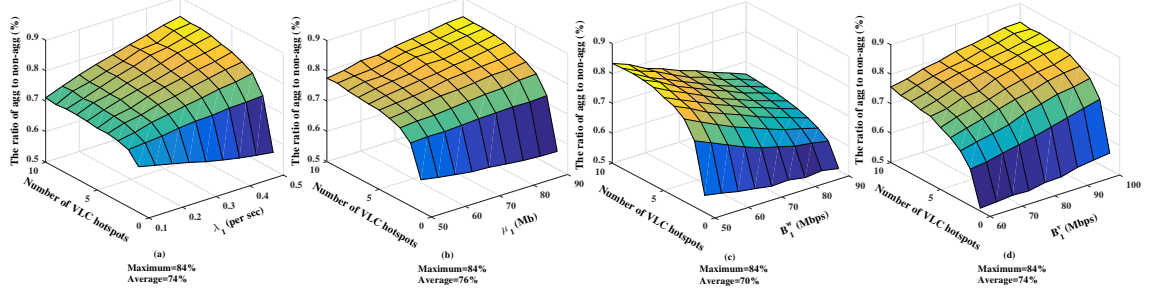 The ratio of agg to non-agg (%)
0.9
0.8
0.7
0.6
0.5
10
5
0
Number of VLC hotspots
0.1
0.2
0.3
0.4
0.5
λ1 (per sec)
(a)
Maximum=84%
Average=74%
The ratio of agg to non-agg (%)
0.9
0.8
0.7
0.6
0.5
10
5
0
Number of VLC hotspots
50
60
70
80
90
μ1 (Mb)
(b)
Maximum=84%
Average=76%
The ratio of agg to non-agg (%)
0.9
0.8
0.7
0.6
0.5
10
5
0
Number of VLC hotspots
50
60
70
80
90
B1^w (Mbps)
(c)
Maximum=84%
Average=70%
The ratio of agg to non-agg (%)
0.9
0.8
0.7
0.6
0.5
10
5
0
Number of VLC hotspots
60
70
80
90
100
B1^v (Mbps)
(d)
Maximum=84%
Average=74%